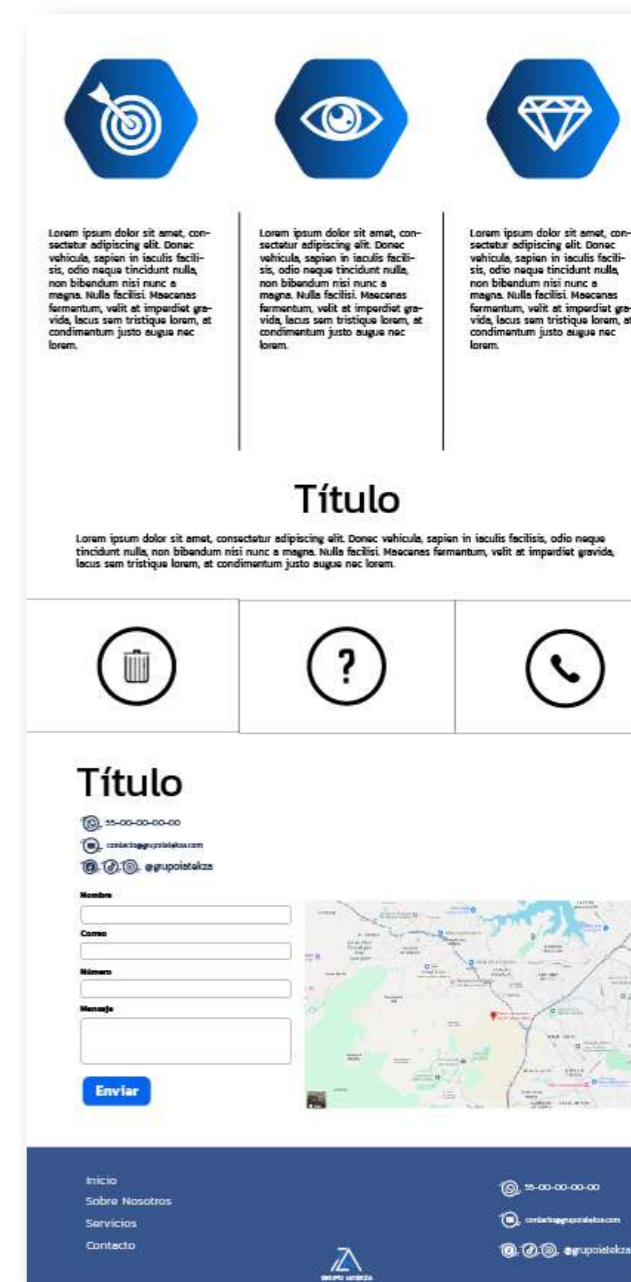 Lorem ipsum dolor sit amet, con-
sectetur adipiscing elit. Donec
vehicula, sapien in iaculis facili-
sis, odio neque tincidunt nulla,
non bibendum nisi nunc a
magna. Nulla facilisi. Maecenas
fermentum, velit at imperdiet gra-
vida, lacus sem tristique lorem, at
condimentum justo augue nec
lorem.
Lorem ipsum dolor sit amet, con-
sectetur adipiscing elit. Donec
vehicula, sapien in iaculis facili-
sis, odio neque tincidunt nulla,
non bibendum nisi nunc a
magna. Nulla facilisi. Maecenas
fermentum, velit at imperdiet gra-
vida, lacus sem tristique lorem, at
condimentum justo augue nec
lorem.
Lorem ipsum dolor sit amet, con-
sectetur adipiscing elit. Donec
vehicula, sapien in iaculis facili-
sis, odio neque tincidunt nulla,
non bibendum nisi nunc a
magna. Nulla facilisi. Maecenas
fermentum, velit at imperdiet gra-
vida, lacus sem tristique lorem, at
condimentum justo augue nec
lorem.
Título
Lorem ipsum dolor sit amet, consectetur adipiscing elit. Donec vehicula, sapien in iaculis facilisis, odio neque
tincidunt nulla, non bibendum nisi nunc a magna. Nulla facilisi. Maecenas fermentum, velit at imperdiet gravida,
lacus sem tristique lorem, at condimentum justo augue nec lorem.
?
Título
55-00-00-00-00
contacto@grupoiatekza.com
@grupoiatekza
Nombre
Correo
Número
Mensaje
Enviar
Inicio
Sobre Nosotros
Servicios
Contacto
GRUPO IATEKZA
55-00-00-00-00
contacto@grupoiatekza.com
@grupoiatekza